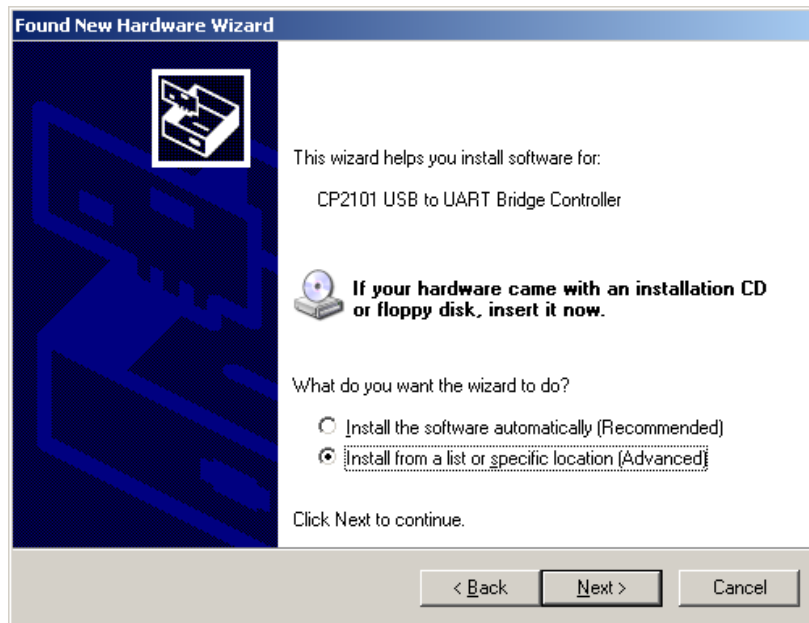 Found New Hardware Wizard
This wizard helps you install software for:
CP2101 USB to UART Bridge Controller
If your hardware came with an installation CD
or floppy disk, insert it now.
What do you want the wizard to do?
Install the software automatically (Recommended)
Install from a list or specific location (Advanced)
Click Next to continue.
< Back Next > Cancel